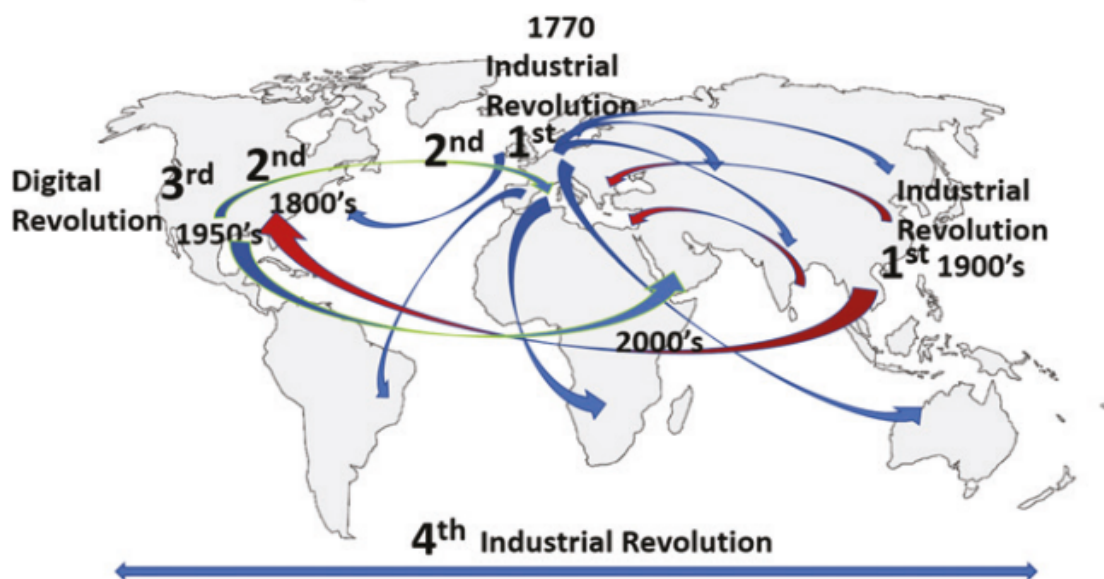 1770
Industrial
Revolution
1st
2nd
2nd
3rd
Digital
Revolution
1800's
1950's
Industrial
Revolution
1st 1900's
2000's
4th Industrial Revolution